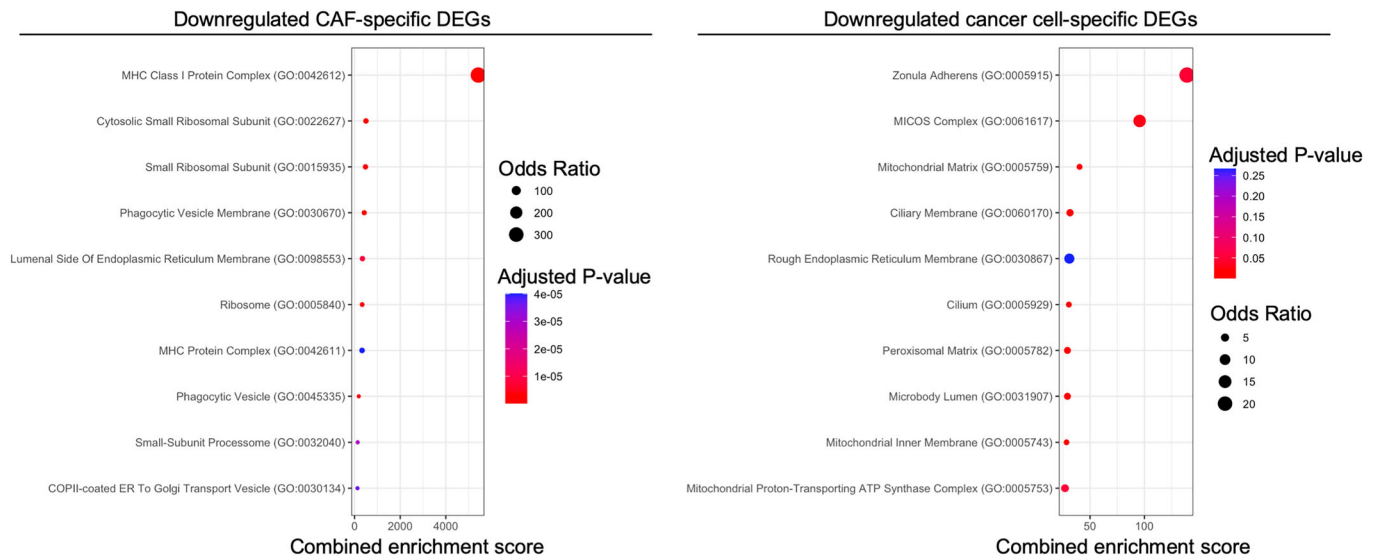 Downregulated CAF-specific DEGs
MHC Class I Protein Complex (GO:0042612)
Cytosolic Small Ribosomal Subunit (GO:0022627)
Small Ribosomal Subunit (GO:0015935)
Phagocytic Vesicle Membrane (GO:0030670)
Lumenal Side Of Endoplasmic Reticulum Membrane (GO:0098553)
Ribosome (GO:0005840)
MHC Protein Complex (GO:0042611)
Phagocytic Vesicle (GO:0045335)
Small-Subunit Processome (GO:0032040)
COPII-coated ER To Golgi Transport Vesicle (GO:0030134)
0 2000 4000
Combined enrichment score
Odds Ratio
100
200
300
Adjusted P-value
4e-05
3e-05
2e-05
1e-05
Downregulated cancer cell-specific DEGs
Zonula Adherens (GO:0005915)
MICOS Complex (GO:0061617)
Mitochondrial Matrix (GO:0005759)
Ciliary Membrane (GO:0060170)
Rough Endoplasmic Reticulum Membrane (GO:0030867)
Cilium (GO:0005929)
Peroxisomal Matrix (GO:0005782)
Microbody Lumen (GO:0031907)
Mitochondrial Inner Membrane (GO:0005743)
Mitochondrial Proton-Transporting ATP Synthase Complex (GO:0005753)
50 100
Combined enrichment score
Adjusted P-value
0.25
0.20
0.15
0.10
0.05
Odds Ratio
5
10
15
20